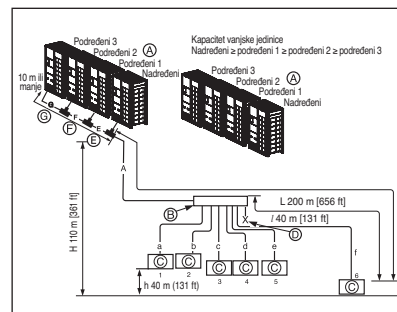 Podređeni 3
Podređeni 2 A
Podređeni 1
Nadređeni
Kapacitet vanjske jedinice
Nadređeni ≥ podređeni 1 ≥ podređeni 2 ≥ podređeni 3
Podređeni 3
Podređeni 2 A
Podređeni 1
Nadređeni
10 m ili
manje
G F E
G F E
A
H 110 m [361 ft]
L 200 m [656 ft]
l 40 m [131 ft]
B X D
a b c d e f
C C C C C C
1 2 3 4 5 6
h 40 m (131 ft)